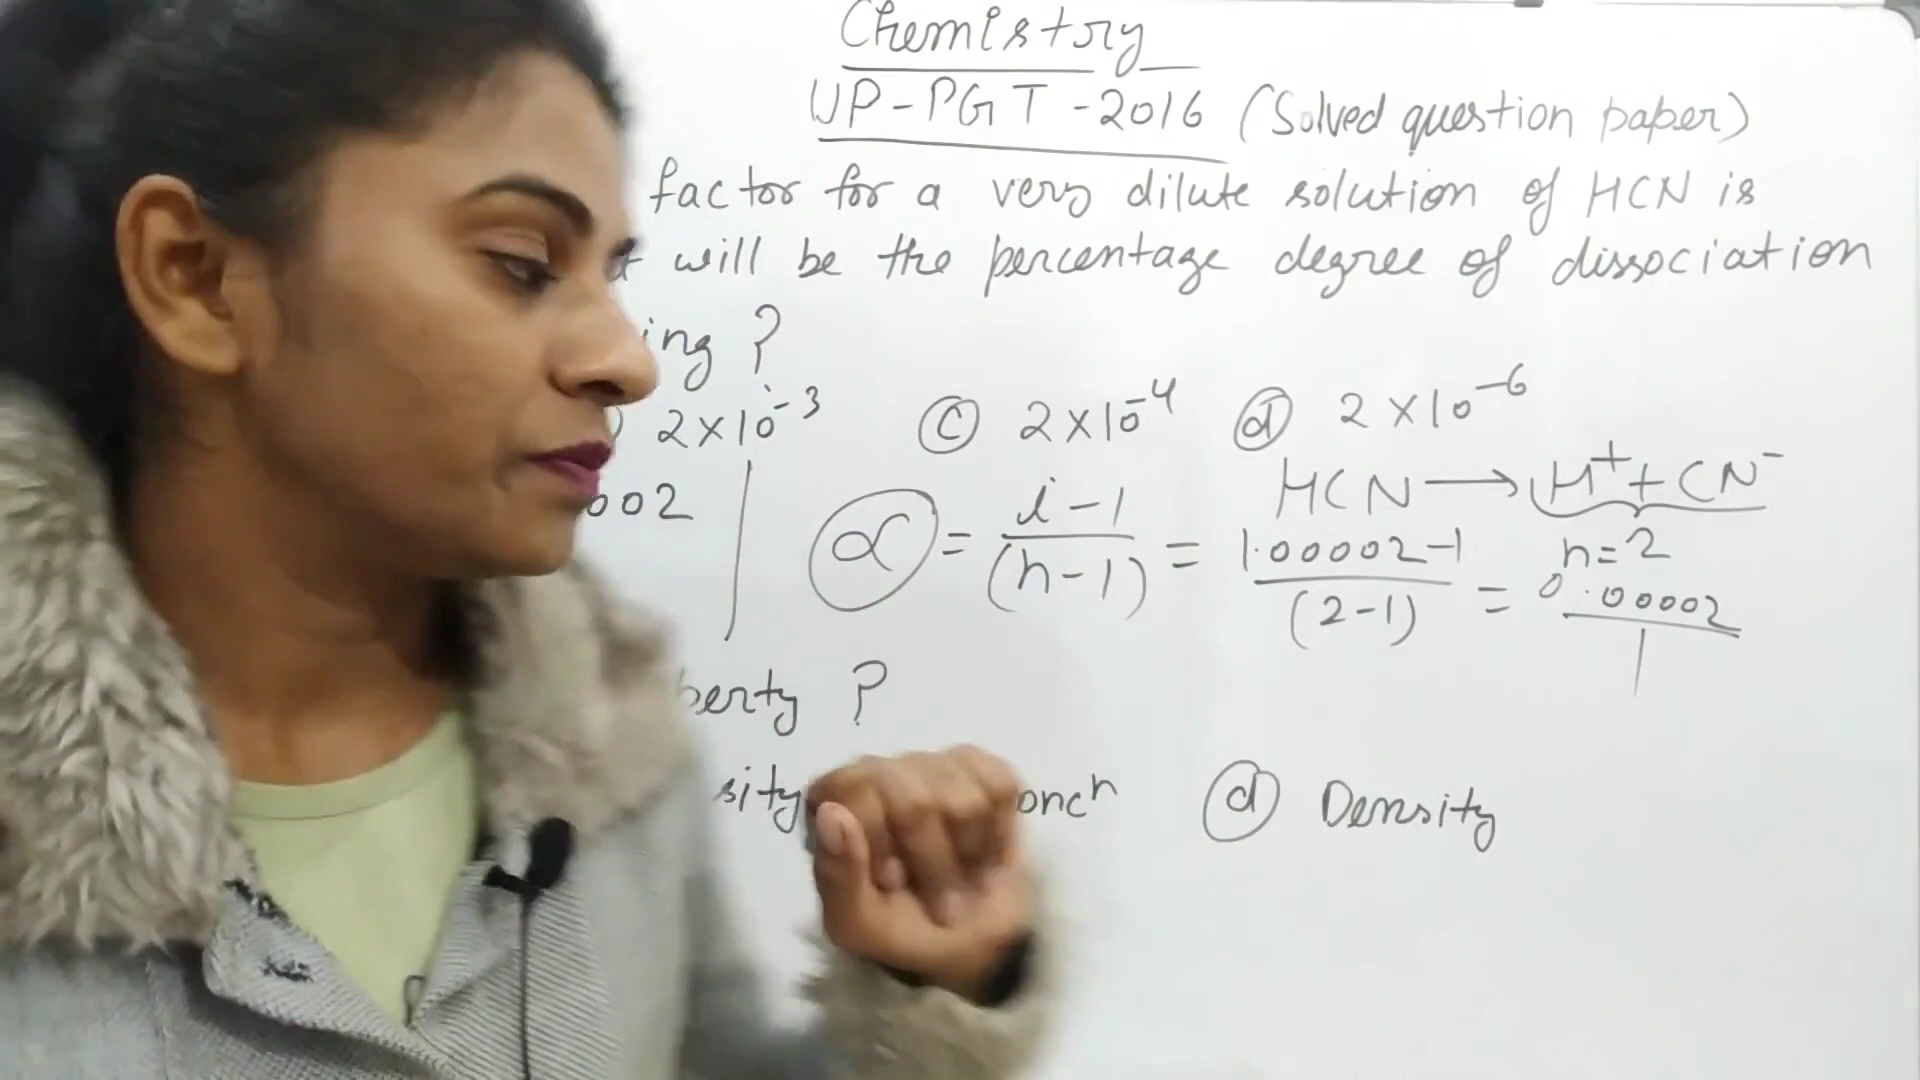 Chemistry
UP-PGT-2016 (Solved question paper)
factor for a very dilute solution of HCN is
will be the percentage degree of dissociation
ing ?
2×10⁻³ (c) 2×10⁻⁴ (d) 2×10⁻⁶
HCN → H⁺ + CN⁻
002
α = i-1/(n-1) = 1.00002-1/(2-1) = 0.00002/1
n=2
perty ?
sity oncⁿ (d) Density